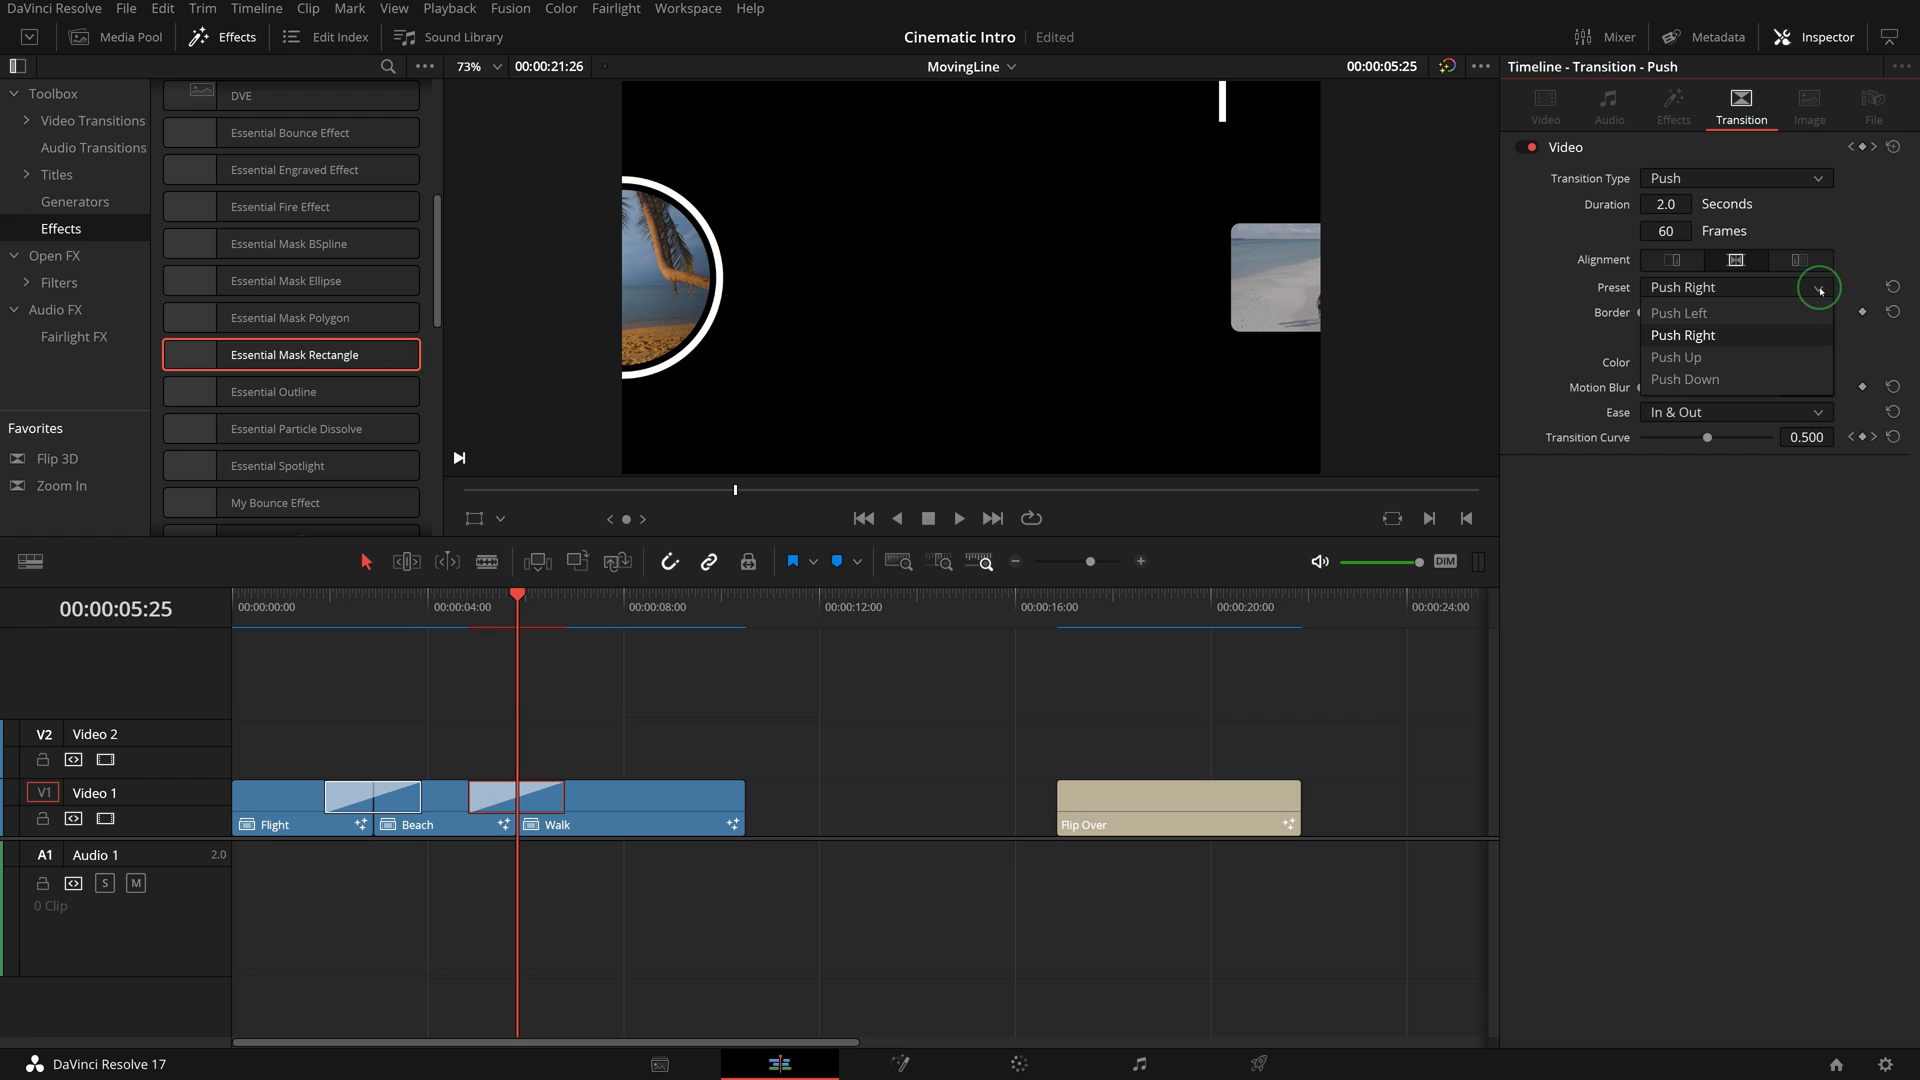 DaVinci Resolve File Edit Trim Timeline Clip Mark View Playback Fusion Color Fairlight Workspace Help
Media Pool Effects Edit Index Sound Library Cinematic Intro Edited Mixer Metadata Inspector
73% 00:00:21:26 MovingLine 00:00:05:25 Timeline - Transition - Push
Toolbox
Video Transitions
Audio Transitions
Titles
Generators
Effects
Open FX
Filters
Audio FX
Fairlight FX
Favorites
Flip 3D
Zoom In
DVE
Essential Bounce Effect
Essential Engraved Effect
Essential Fire Effect
Essential Mask BSpline
Essential Mask Ellipse
Essential Mask Polygon
Essential Mask Rectangle
Essential Outline
Essential Particle Dissolve
Essential Spotlight
My Bounce Effect
Video Audio Effects Transition Image File
Video
Transition Type Push
Duration 2.0 Seconds
60 Frames
Alignment
Preset Push Right
Border
Push Left
Push Right
Push Up
Push Down
Color
Motion Blur
Ease In & Out
Transition Curve 0.500
DIM
00:00:05:25
00:00:00:00 00:00:04:00 00:00:08:00 00:00:12:00 00:00:16:00 00:00:20:00 00:00:24:00
V2 Video 2
V1 Video 1
Flight Beach Walk Flip Over
A1 Audio 1 2.0
S M
0 Clip
DaVinci Resolve 17